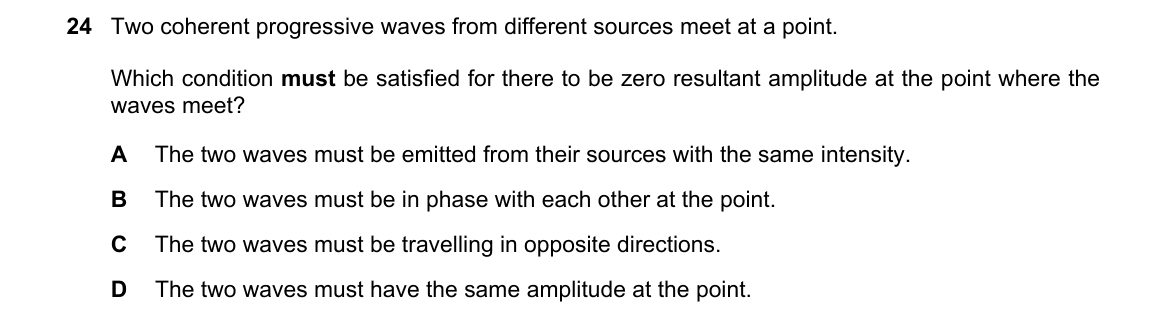 24 Two coherent progressive waves from different sources meet at a point.
Which condition must be satisfied for there to be zero resultant amplitude at the point where the
waves meet?
A The two waves must be emitted from their sources with the same intensity.
B The two waves must be in phase with each other at the point.
C The two waves must be travelling in opposite directions.
D The two waves must have the same amplitude at the point.